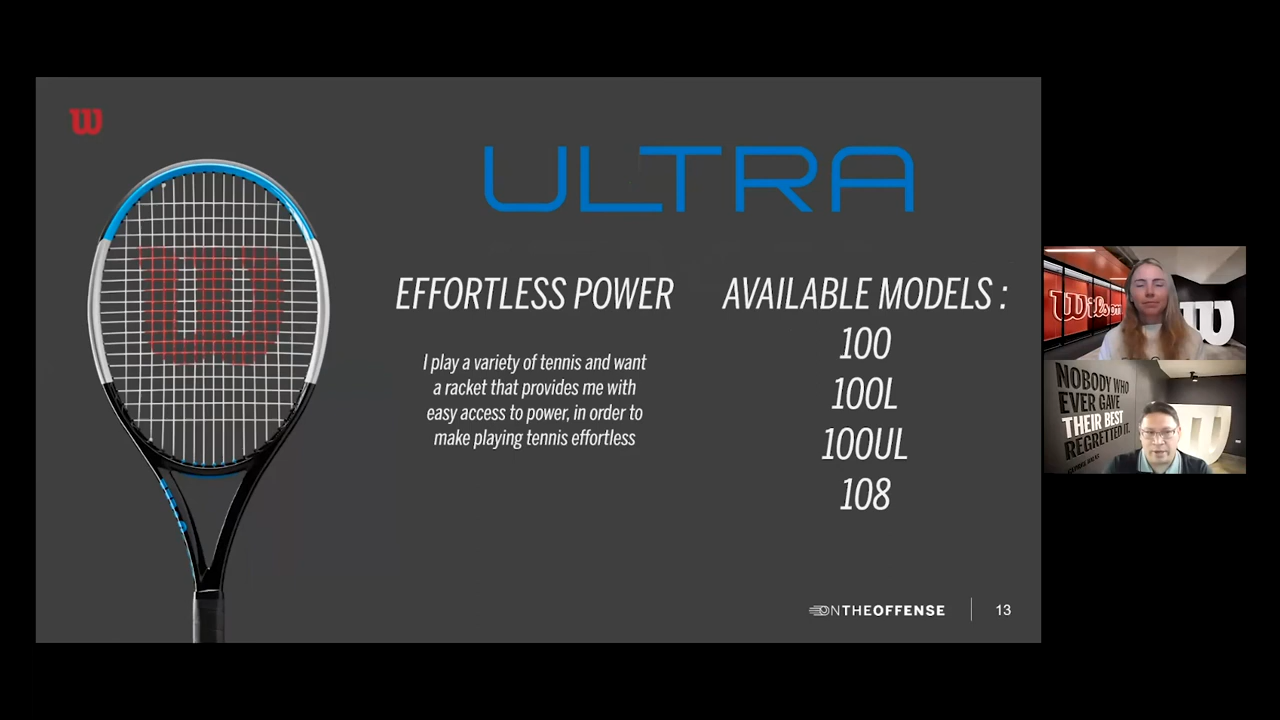 W
ULTRA
EFFORTLESS POWER
I play a variety of tennis and want
a racket that provides me with
easy access to power, in order to
make playing tennis effortless
AVAILABLE MODELS :
100
100L
100UL
108
ONTHEOFFENSE
13
W
ULTRA
Wilson
W
NOBODY WHO
EVER GAVE
THEIR BEST
REGRETTED IT.
W